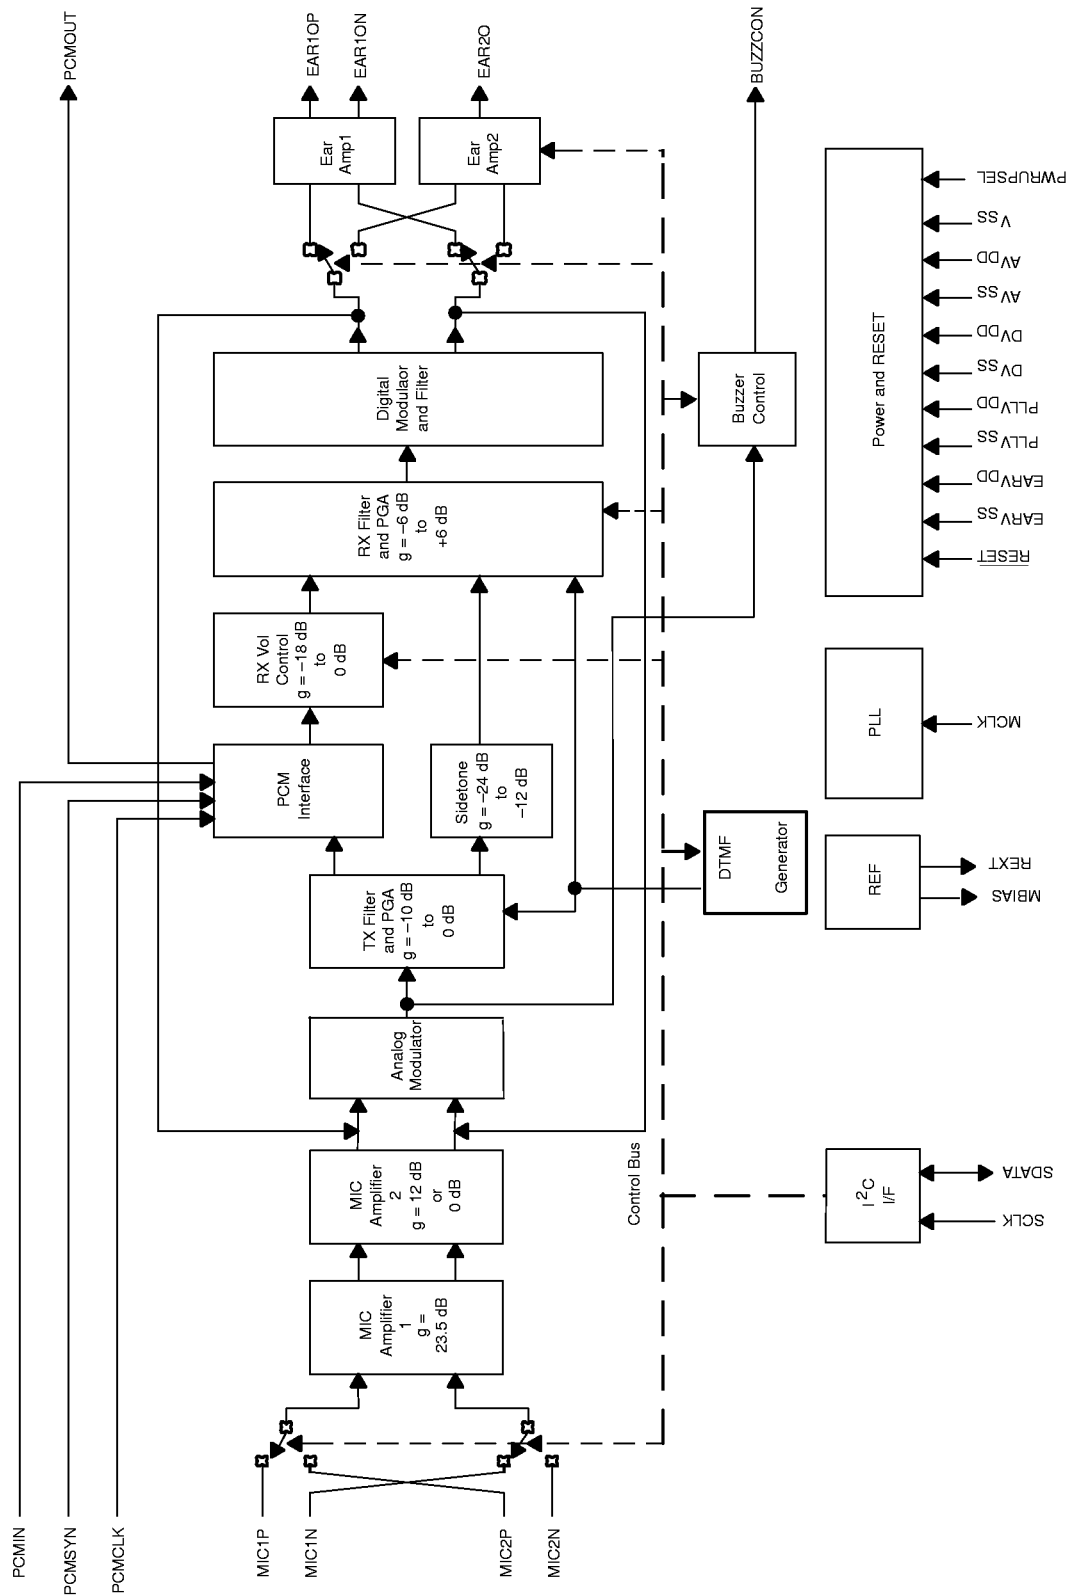 PCMOUT
EAR1OP
EAR1ON
EAR2O
BUZZCON
Ear
Amp1
Ear
Amp2
Digital
Modulaor
and Filter
Buzzer
Control
RX Filter
and PGA
g = −6 dB
to
+6 dB
RX Vol
Control
g = −18 dB
to
0 dB
PCM
Interface
Sidetone
g = −24 dB
to
−12 dB
TX Filter
and PGA
g = −10 dB
to
0 dB
DTMF
Generator
Analog
Modulator
MIC
Amplifier
2
g = 12 dB
or
0 dB
MIC
Amplifier
1
g =
23.5 dB
Control Bus
PCMIN
PCMSYN
PCMCLK
MIC1P
MIC1N
MIC2P
MIC2N
Power and RESET
PWRUPSEL
VSS
AVDD
AVSS
DVDD
DVSS
PLLVDD
PLLVSS
EARVDD
EARVSS
RESET
PLL
MCLK
REF
REXT
MBIAS
I2C
I/F
SDATA
SCLK